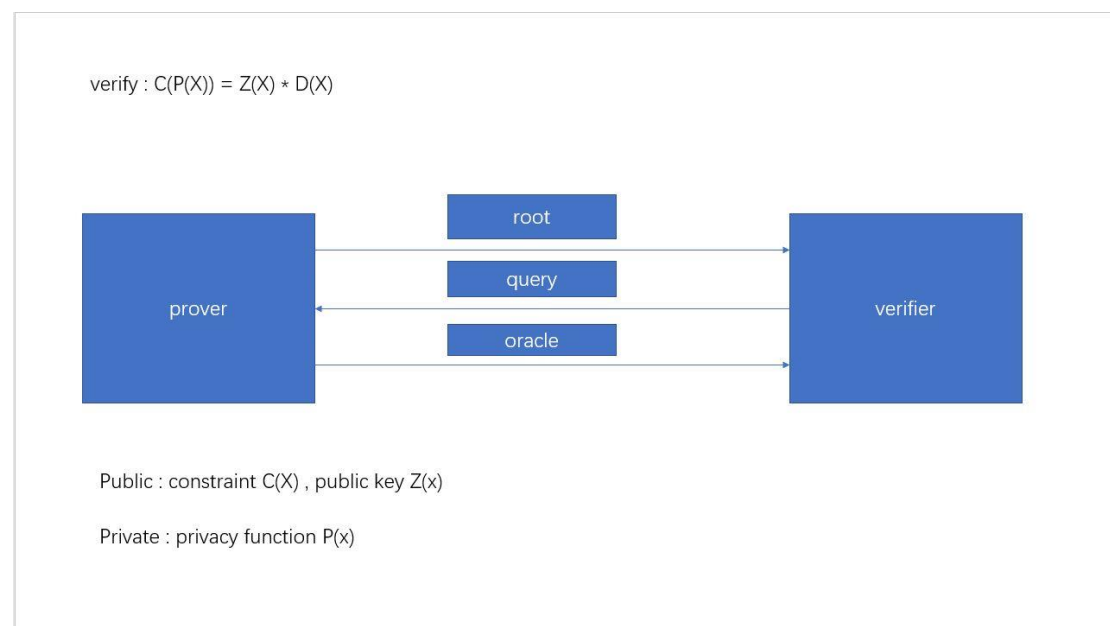 verify : C(P(X)) = Z(X) * D(X)
root
query
prover
verifier
oracle
Public : constraint C(X) , public key Z(x)
Private : privacy function P(x)